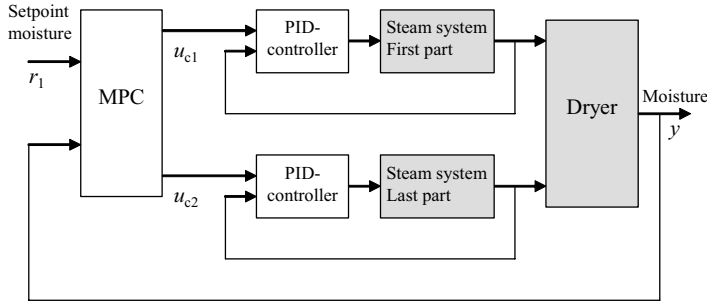 Setpoint
moisture
r1
MPC
uc1
PID-
controller
Steam system
First part
Dryer
Moisture
y
uc2
PID-
controller
Steam system
Last part